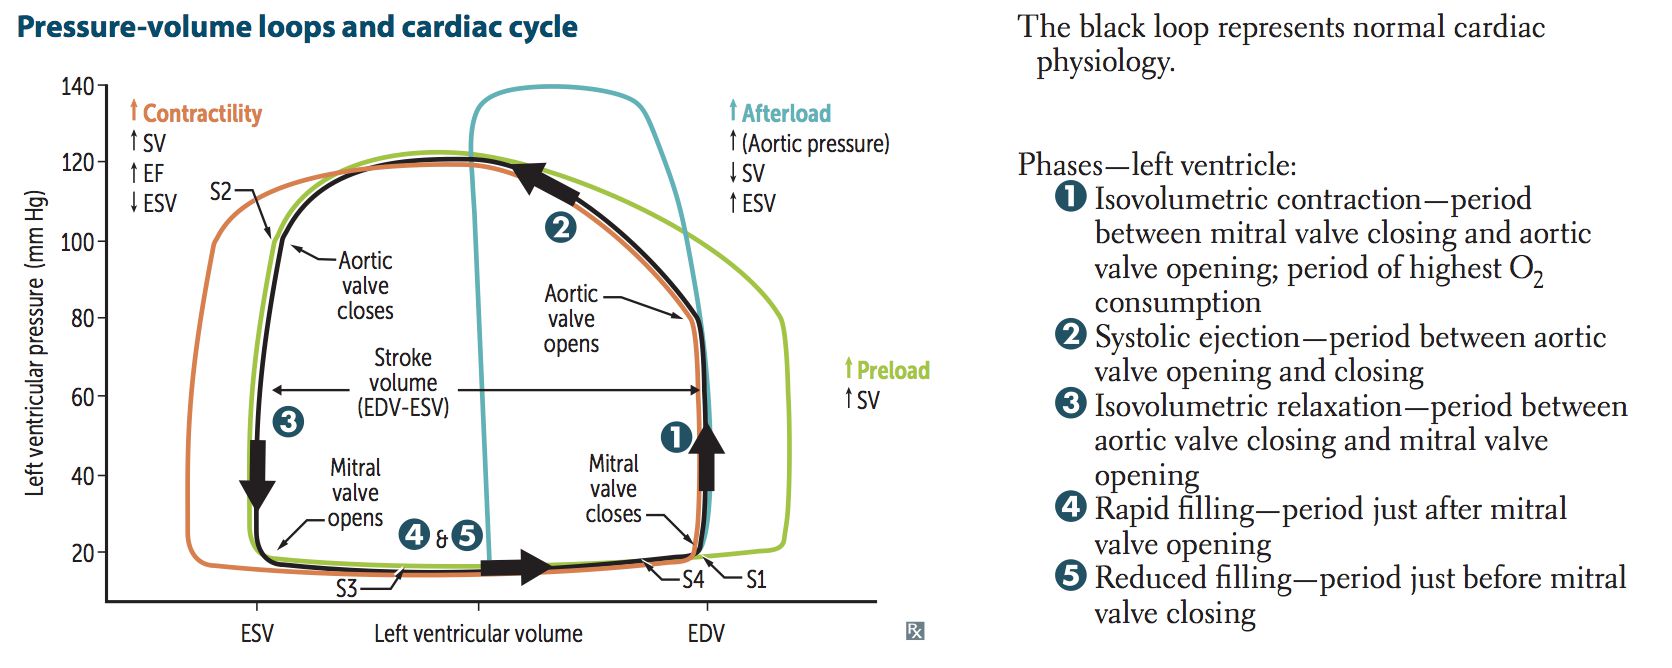 Pressure-volume loops and cardiac cycle
140
120
100
80
60
40
20
Left ventricular pressure (mm Hg)
↑ Contractility
↑ SV
↑ EF
↓ ESV
S2
Aortic
valve
closes
↑ Afterload
↑ (Aortic pressure)
↓ SV
↑ ESV
2
Aortic
valve
opens
Stroke
volume
(EDV-ESV)
↑ Preload
↑ SV
3
1
Mitral
valve
opens
4 & 5
Mitral
valve
closes
S3
S4
S1
ESV
Left ventricular volume
EDV
Rx
The black loop represents normal cardiac
physiology.
Phases—left ventricle:
1 Isovolumetric contraction—period
between mitral valve closing and aortic
valve opening; period of highest O2
consumption
2 Systolic ejection—period between aortic
valve opening and closing
3 Isovolumetric relaxation—period between
aortic valve closing and mitral valve
opening
4 Rapid filling—period just after mitral
valve opening
5 Reduced filling—period just before mitral
valve closing